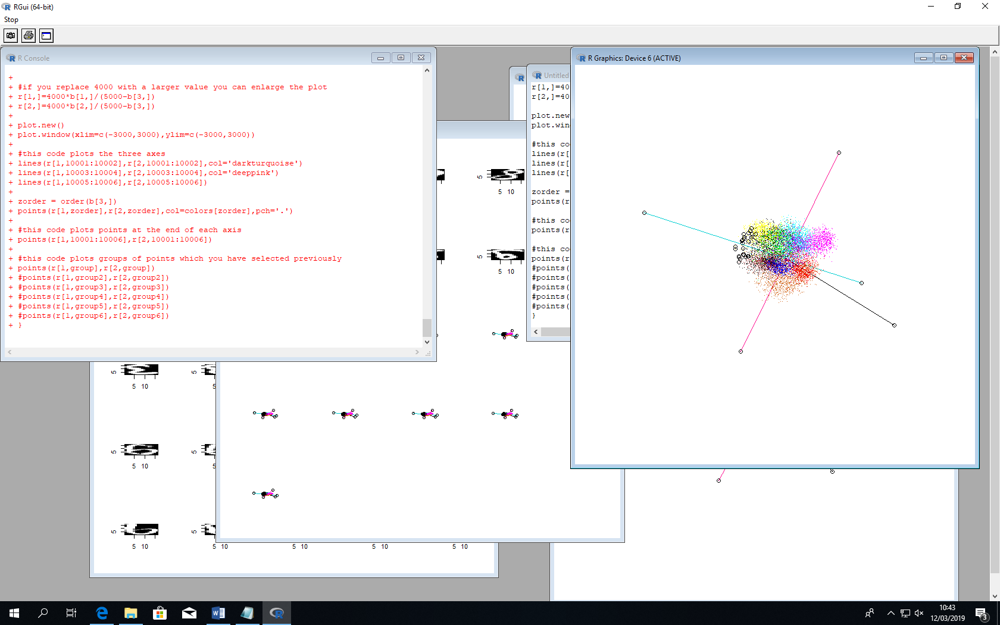 RGui (64-bit)
Stop
R Console
+
+ #if you replace 4000 with a larger value you can enlarge the plot
+ r[1,]=4000*b[1,]/(5000-b[3,])
+ r[2,]=4000*b[2,]/(5000-b[3,])
+
+ plot.new()
+ plot.window(xlim=c(-3000,3000),ylim=c(-3000,3000))
+
+ #this code plots the three axes
+ lines(r[1,10001:10002],r[2,10001:10002],col='darkturquoise')
+ lines(r[1,10003:10004],r[2,10003:10004],col='deeppink')
+ lines(r[1,10005:10006],r[2,10005:10006])
+
+ zorder = order(b[3,])
+ points(r[1,zorder],r[2,zorder],col=colors[zorder],pch='.')
+
+ #this code plots points at the end of each axis
+ points(r[1,10001:10006],r[2,10001:10006])
+
+ #this code plots groups of points which you have selected previously
+ points(r[1,group],r[2,group])
+ #points(r[1,group2],r[2,group2])
+ #points(r[1,group3],r[2,group3])
+ #points(r[1,group4],r[2,group4])
+ #points(r[1,group5],r[2,group5])
+ #points(r[1,group6],r[2,group6])
+ }
Untitled
r[1,]=40
r[2,]=40
plot.new
plot.win
#this co
lines(r[
lines(r[
lines(r[
zorder =
points(r
#this co
points(r
#this co
points(r
#points(
#points(
#points(
#points(
#points(
}
R Graphics: Device 6 (ACTIVE)
5
5 10
5
5 10
5
5 10
5
5
5
5 10
5
5
5
5 10
5
5 10
5 10
5 10
5 10
10:43
12/03/2019
3